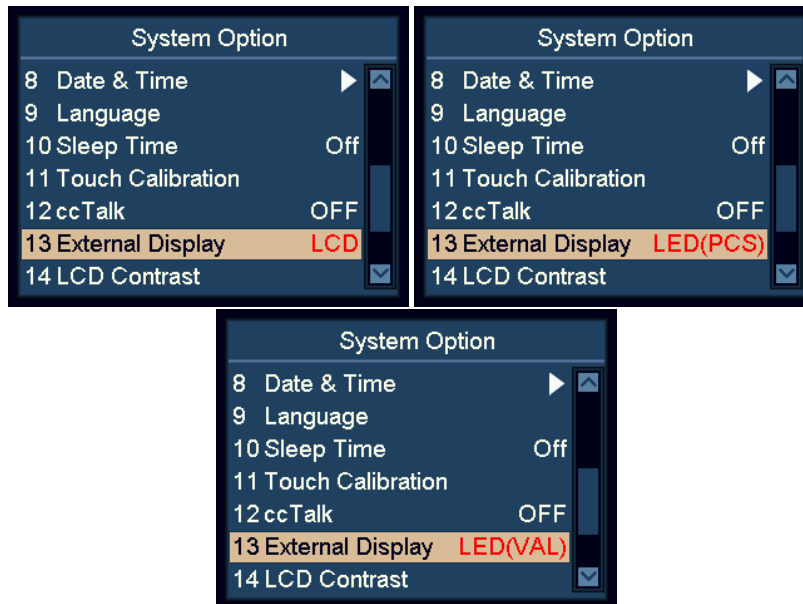 System Option
8 Date & Time
9 Language
10 Sleep Time Off
11 Touch Calibration
12 ccTalk OFF
13 External Display LCD
14 LCD Contrast
System Option
8 Date & Time
9 Language
10 Sleep Time Off
11 Touch Calibration
12 ccTalk OFF
13 External Display LED(PCS)
14 LCD Contrast
System Option
8 Date & Time
9 Language
10 Sleep Time Off
11 Touch Calibration
12 ccTalk OFF
13 External Display LED(VAL)
14 LCD Contrast